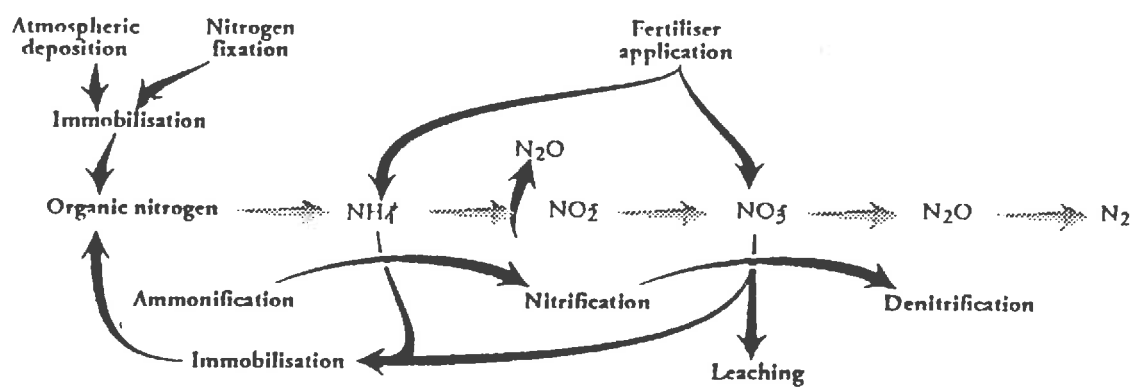 Atmospheric
deposition
Nitrogen
fixation
Fertiliser
application
Immobilisation
N₂O
Organic nitrogen
NH₄⁺
NO₂⁻
NO₃⁻
N₂O
N₂
Ammonification
Nitrification
Denitrification
Immobilisation
Leaching